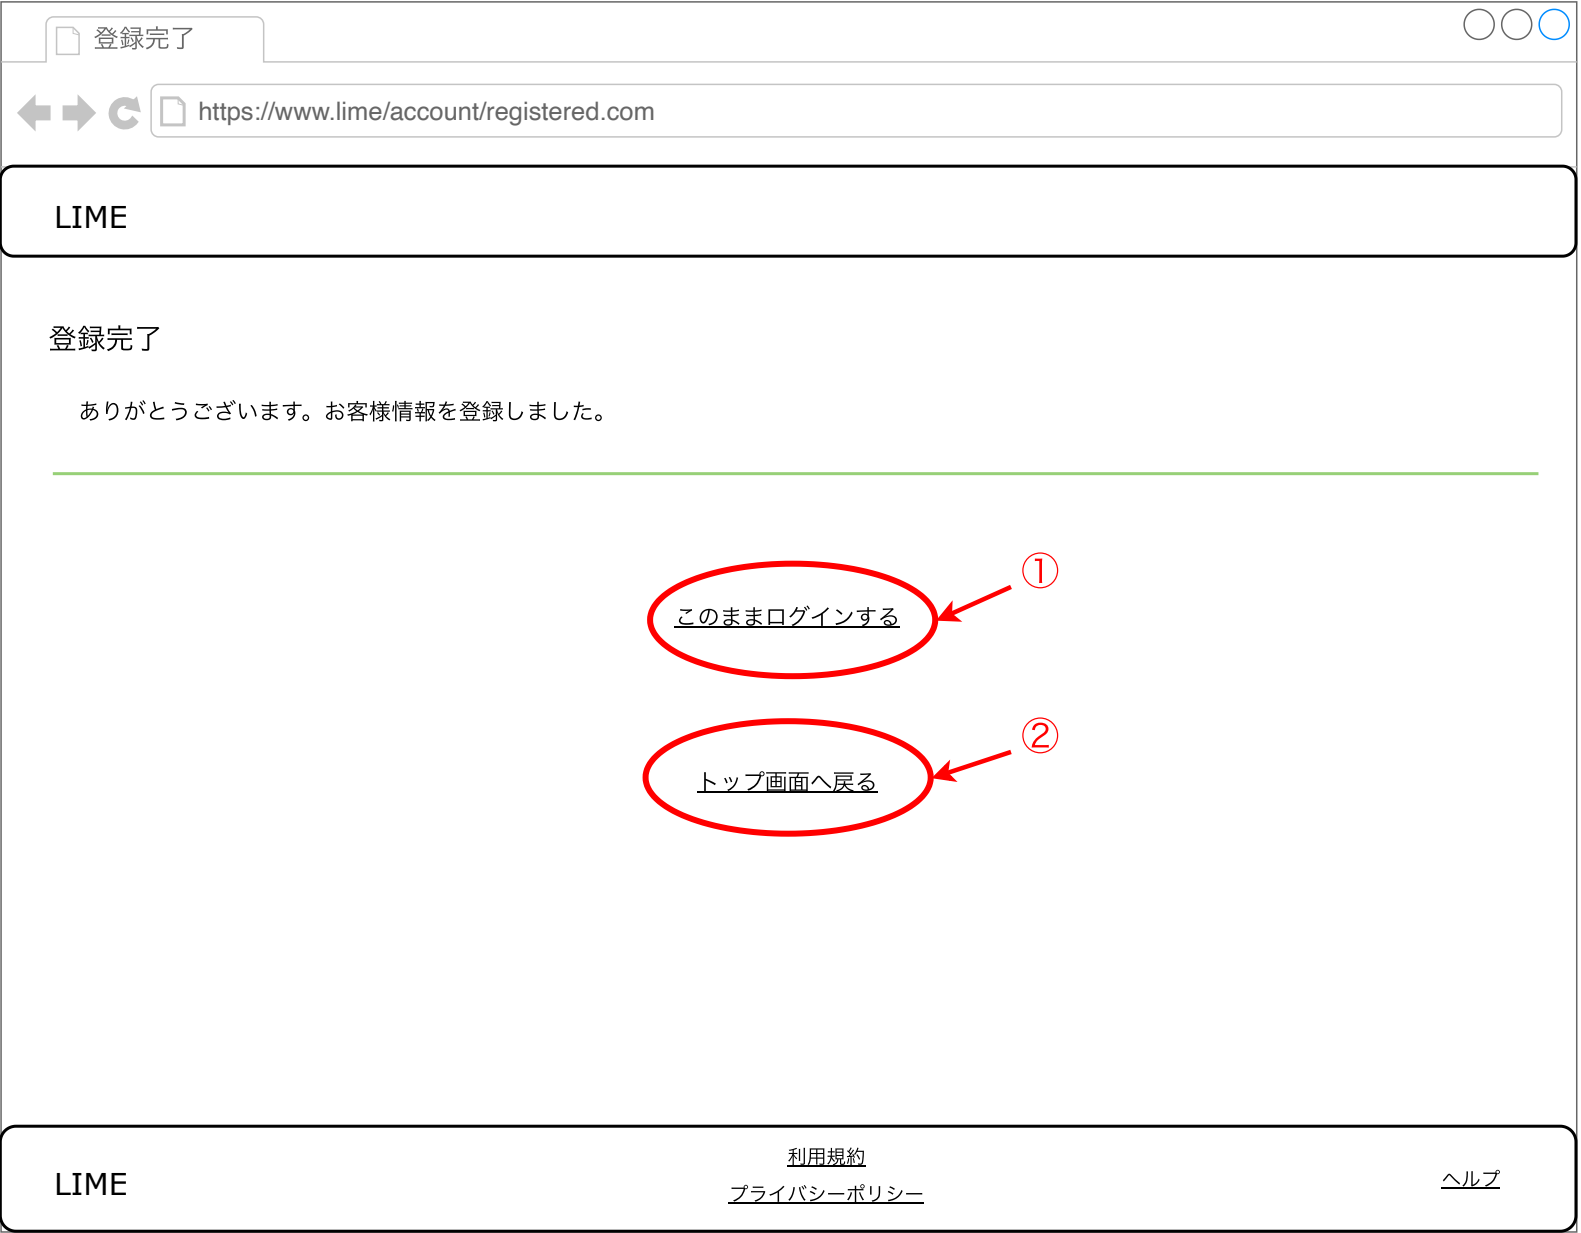 登録完了
https://www.lime/account/registered.com
LIME
登録完了
ありがとうございます。お客様情報を登録しました。
①
このままログインする
②
トップ画面へ戻る
利用規約
LIME
ヘルプ
プライバシーポリシー